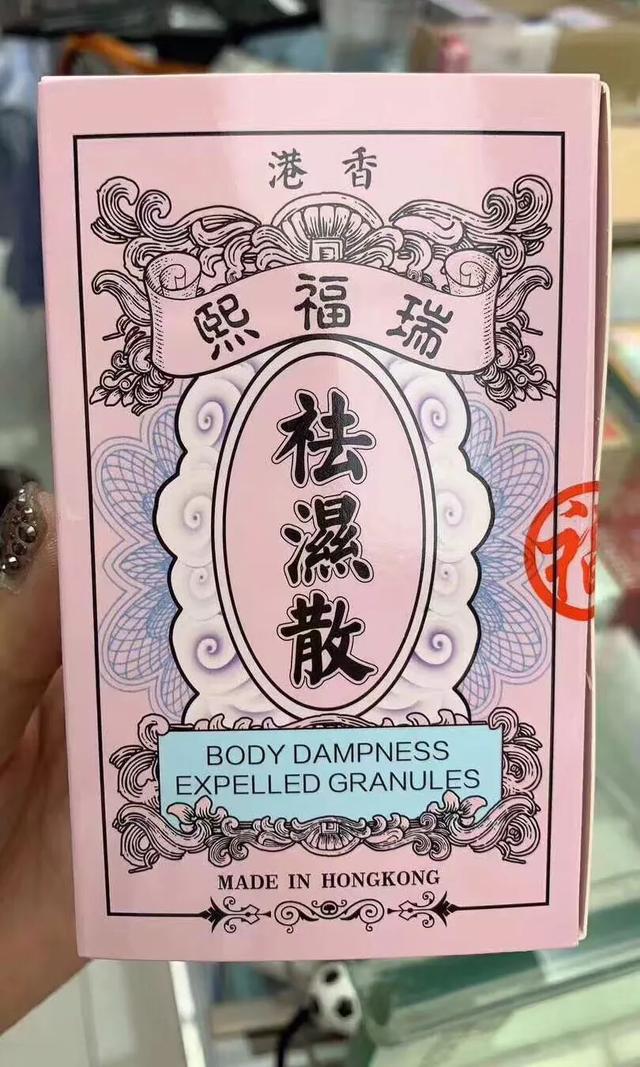 香港
瑞福熙
祛濕散
BODY DAMPNESS
EXPELLED GRANULES
MADE IN HONGKONG